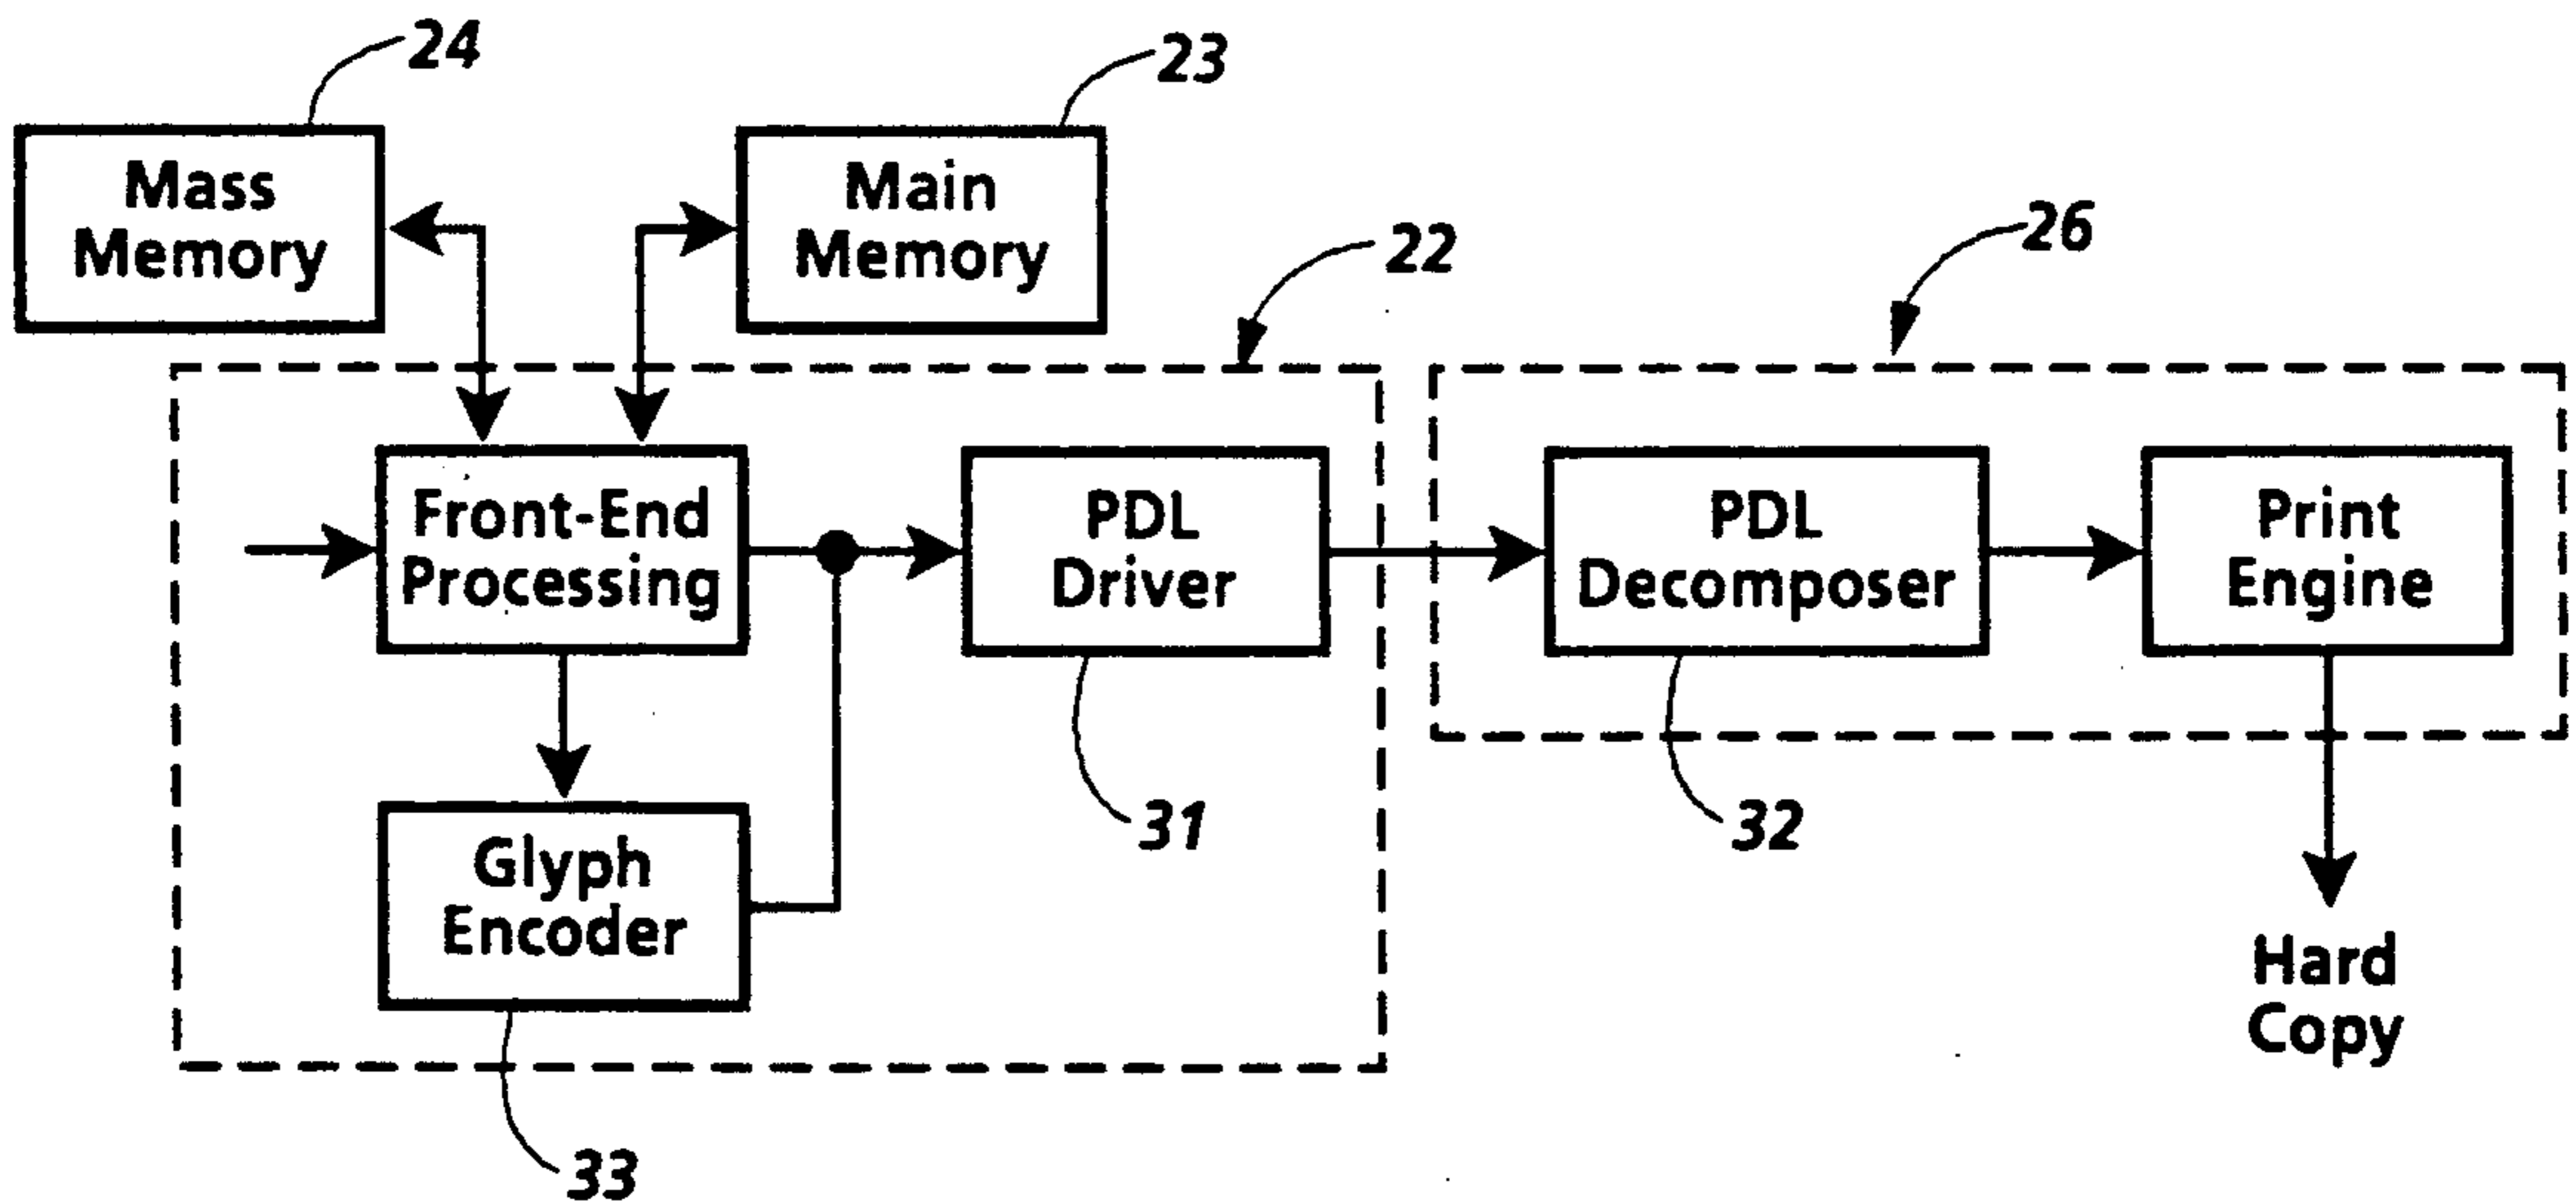 24
23
Mass
Memory
Main
Memory
22
26
Front-End
Processing
PDL
Driver
PDL
Decomposer
Print
Engine
31
32
Glyph
Encoder
Hard
Copy
33